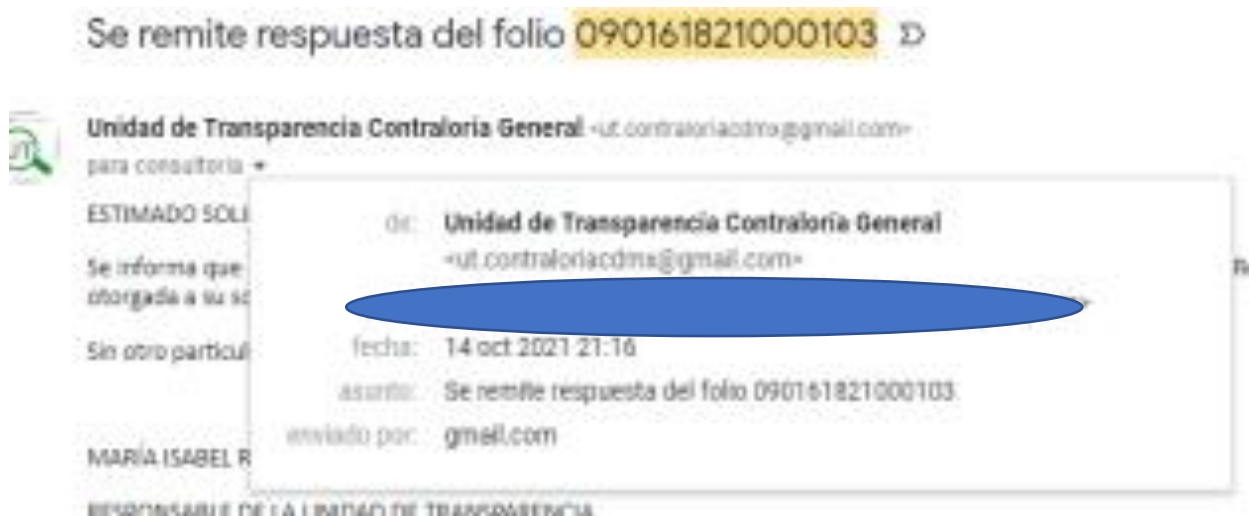 Se remite respuesta del folio 090161821000103
Unidad de Transparencia Contraloria General <ut.contraloriacdmx@gmail.com>
para consultoria
ESTIMADO SOLI
Se informa que
otorgada a su so
Sin otro particul
MARÍA ISABEL R
RESPONSABLE DE LA UNIDAD DE TRANSPARENCIA
de: Unidad de Transparencia Contraloría General
<ut.contraloriacdmx@gmail.com>
fecha: 14 oct 2021 21:16
asunto: Se remite respuesta del folio 090161821000103
enviado por: gmail.com